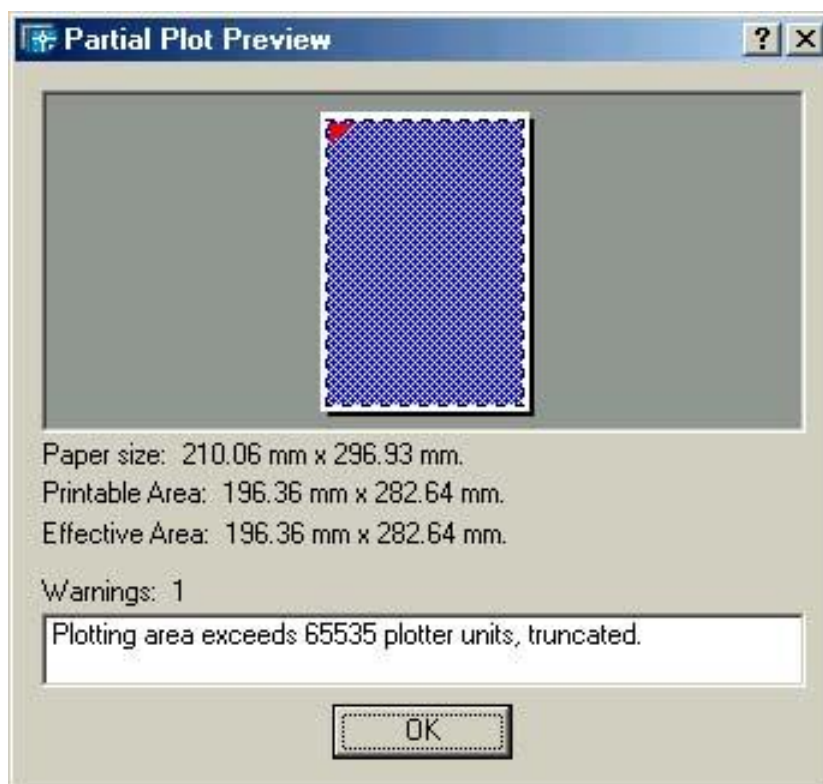 Partial Plot Preview
Paper size: 210.06 mm x 296.93 mm.
Printable Area: 196.36 mm x 282.64 mm.
Effective Area: 196.36 mm x 282.64 mm.
Warnings: 1
Plotting area exceeds 65535 plotter units, truncated.
OK